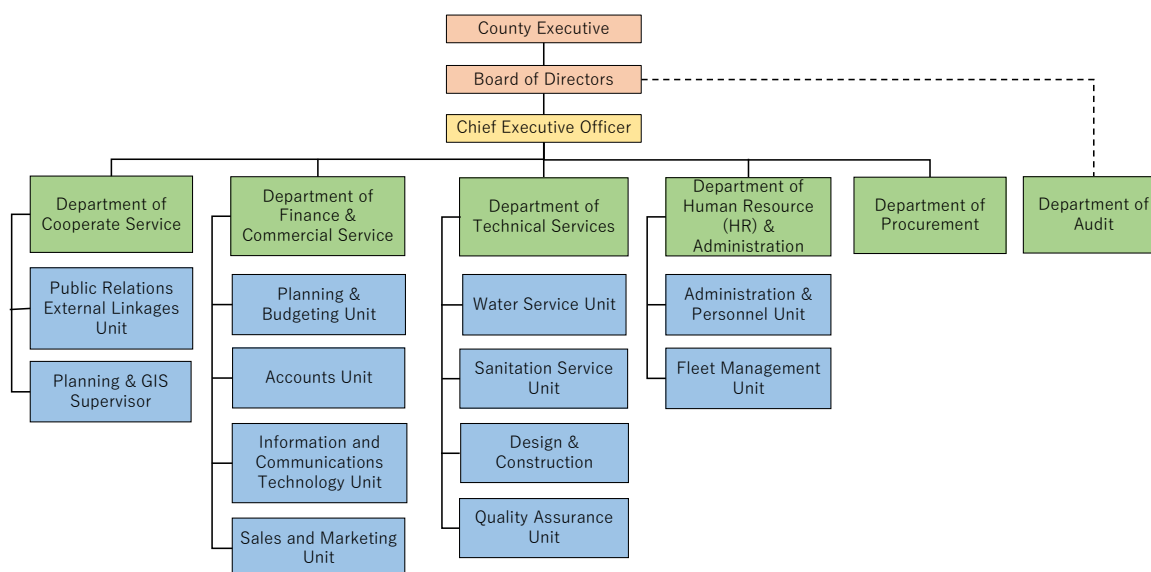 County Executive
Board of Directors
Chief Executive Officer
Department of
Cooperate Service
Public Relations
External Linkages
Unit
Planning & GIS
Supervisor
Department of
Finance &
Commercial Service
Planning &
Budgeting Unit
Accounts Unit
Information and
Communications
Technology Unit
Sales and Marketing
Unit
Department of
Technical Services
Water Service Unit
Sanitation Service
Unit
Design &
Construction
Quality Assurance
Unit
Department of
Human Resource
(HR) &
Administration
Administration &
Personnel Unit
Fleet Management
Unit
Department of
Procurement
Department of
Audit